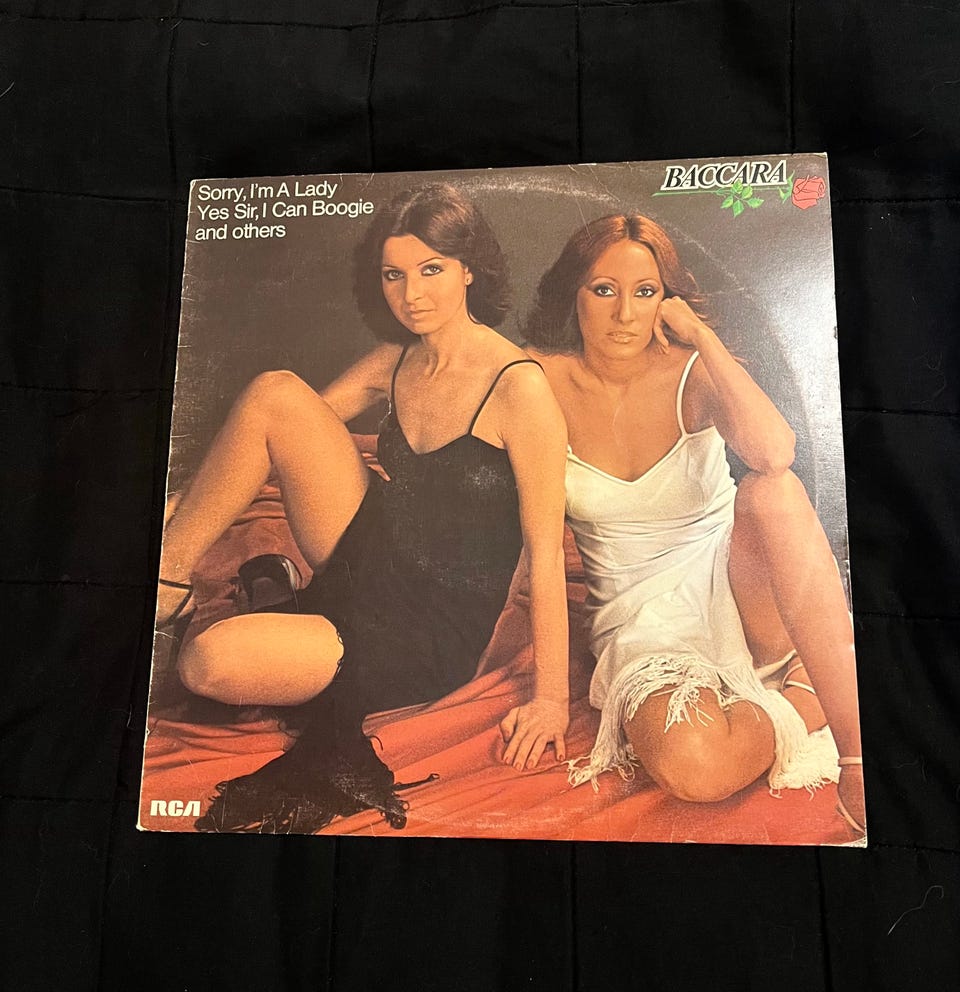 Sorry, I'm A Lady
Yes Sir, I Can Boogie
and others
BACCARA
RCA